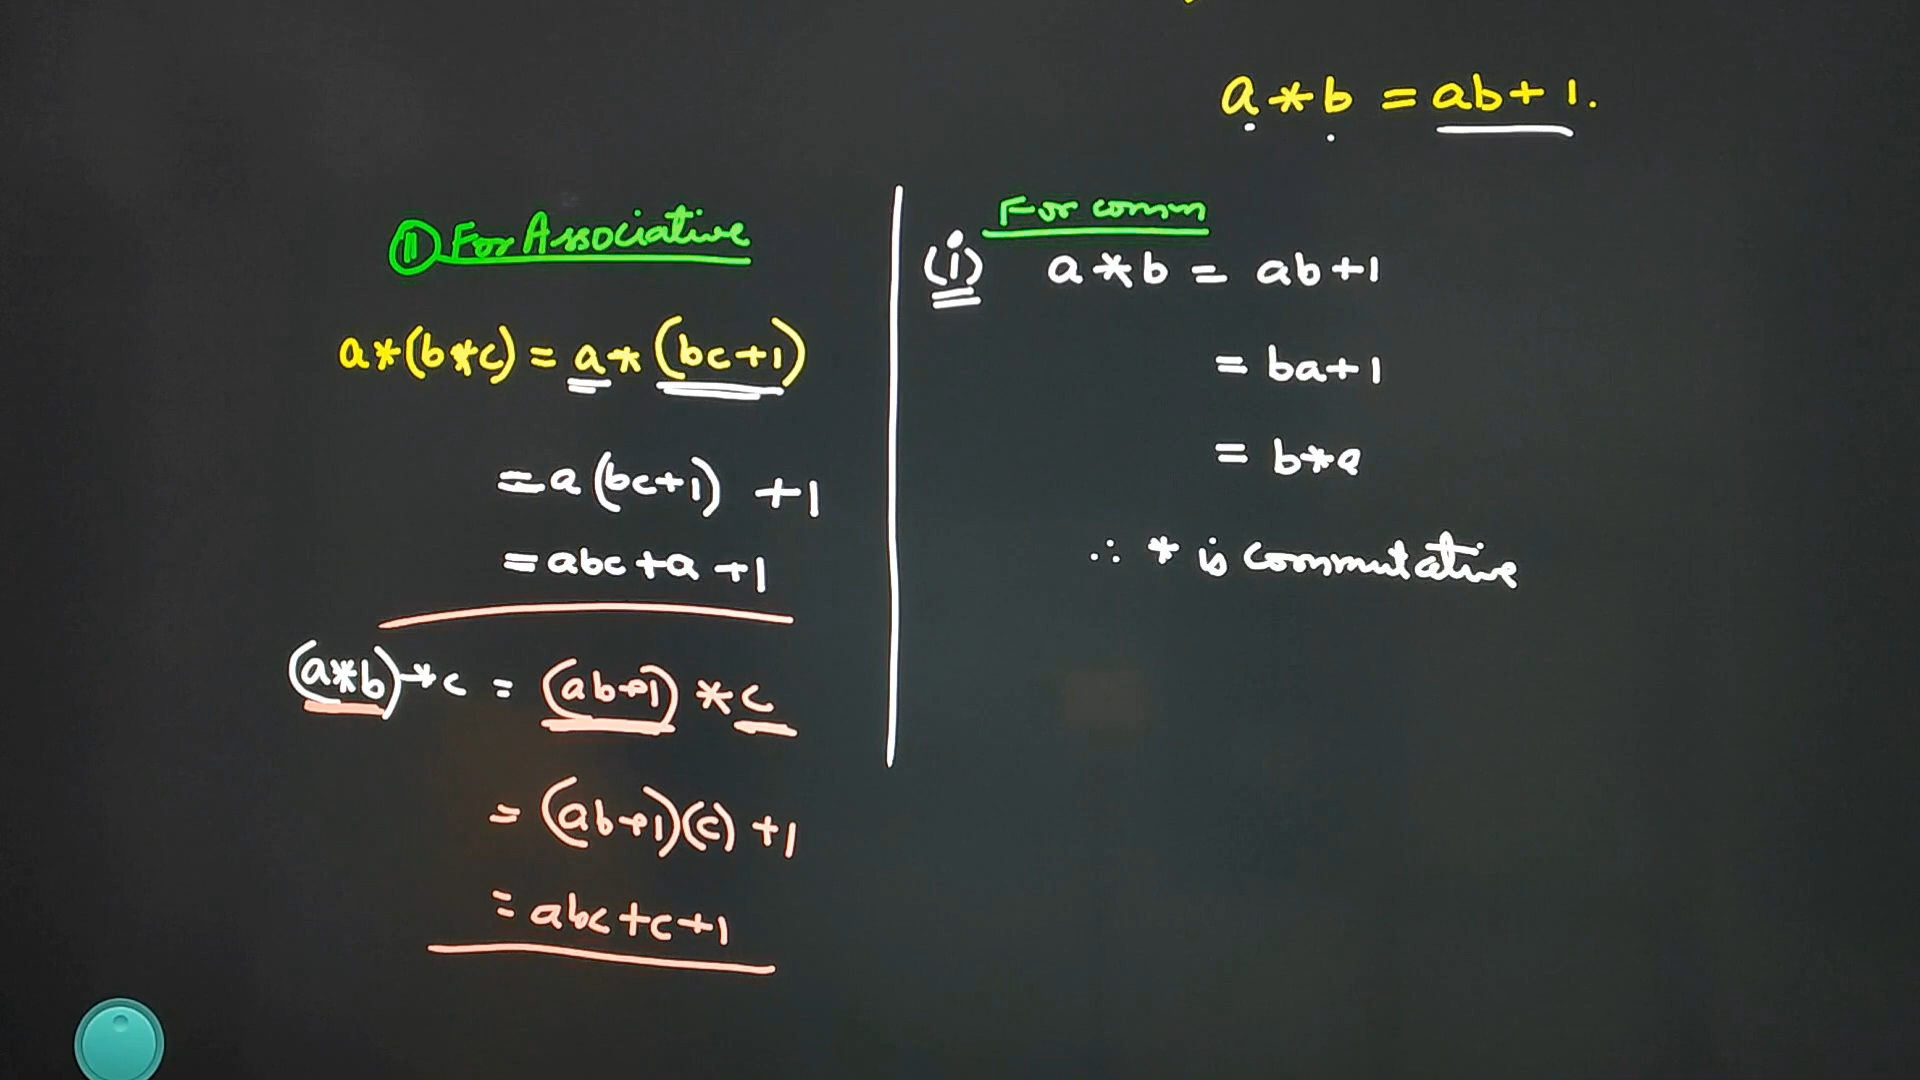 a * b = ab + 1.
(ii) For Associative
a*(b*c) = a * (bc+1)
= a (bc+1) + 1
= abc + a + 1
(a*b)*c = (ab+1) * c
= (ab+1)(c) + 1
= abc + c + 1
For comm
(i) a * b = ab + 1
= ba + 1
= b*a
∴ * is commutative